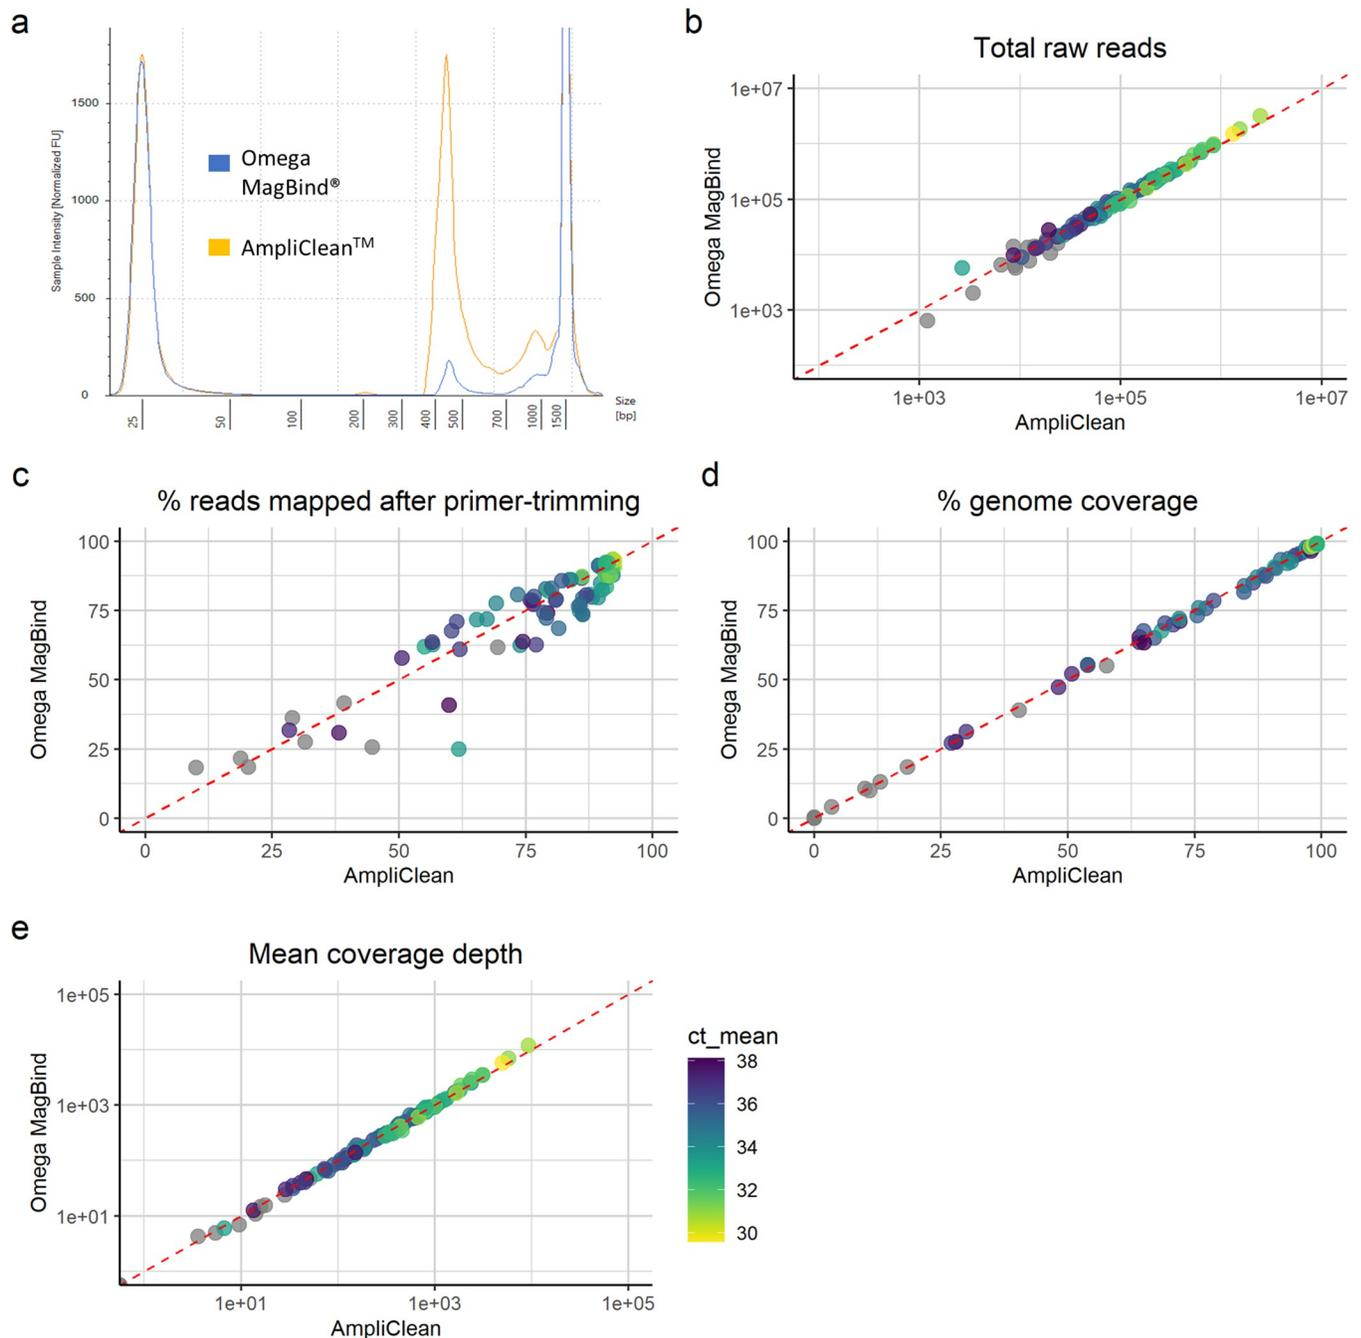 a
Sample Intensity [Normalized FU]
1500
1000
500
0
Omega
MagBind®
AmpliClean™
25
50
100
200
300
400
500
700
1000
1500
Size
[bp]
b
Total raw reads
Omega MagBind
1e+07
1e+05
1e+03
1e+03
1e+05
1e+07
AmpliClean
c
% reads mapped after primer-trimming
Omega MagBind
100
75
50
25
0
0
25
50
75
100
AmpliClean
d
% genome coverage
Omega MagBind
100
75
50
25
0
0
25
50
75
100
AmpliClean
e
Mean coverage depth
Omega MagBind
1e+05
1e+03
1e+01
1e+01
1e+03
1e+05
AmpliClean
ct_mean
38
36
34
32
30